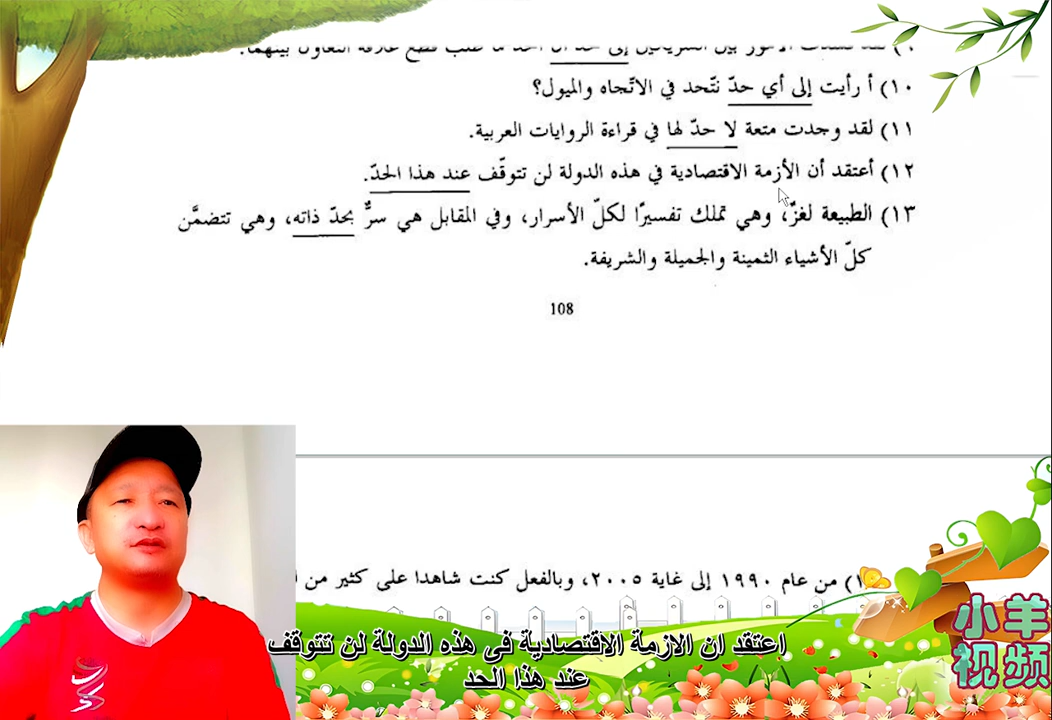 ١٠) أ رأيت إلى أي حدّ نتّحد في الاتّجاه والميول؟
١١) لقد وجدت متعة لا حدّ لها في قراءة الروايات العربية.
١٢) أعتقد أن الأزمة الاقتصادية في هذه الدولة لن تتوقّف عند هذا الحدّ.
١٣) الطبيعة لغزٌ، وهي تملك تفسيرًا لكلّ الأسرار، وفي المقابل هي سرٌّ بحدّ ذاته، وهي تتضمَّن
كلّ الأشياء الثمينة والجميلة والشريفة.
108
من عام ١٩٩٠ إلى غاية ٢٠٠٥، وبالفعل كنت شاهدا على كثير من
اعتقد ان الازمة الاقتصادية في هذه الدولة لن تتوقف
عند هذا الحد
小羊
视频